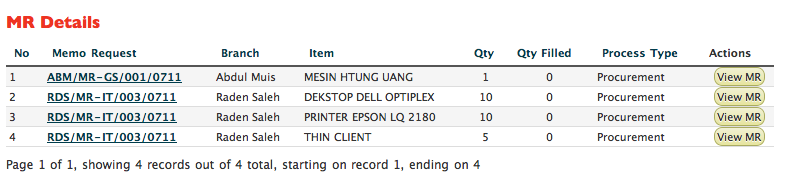 MR Details
No Memo Request Branch Item Qty Qty Filled Process Type Actions
1 ABM/MR-GS/001/0711 Abdul Muis MESIN HTUNG UANG 1 0 Procurement View MR
2 RDS/MR-IT/003/0711 Raden Saleh DEKSTOP DELL OPTIPLEX 10 0 Procurement View MR
3 RDS/MR-IT/003/0711 Raden Saleh PRINTER EPSON LQ 2180 10 0 Procurement View MR
4 RDS/MR-IT/003/0711 Raden Saleh THIN CLIENT 5 0 Procurement View MR
Page 1 of 1, showing 4 records out of 4 total, starting on record 1, ending on 4